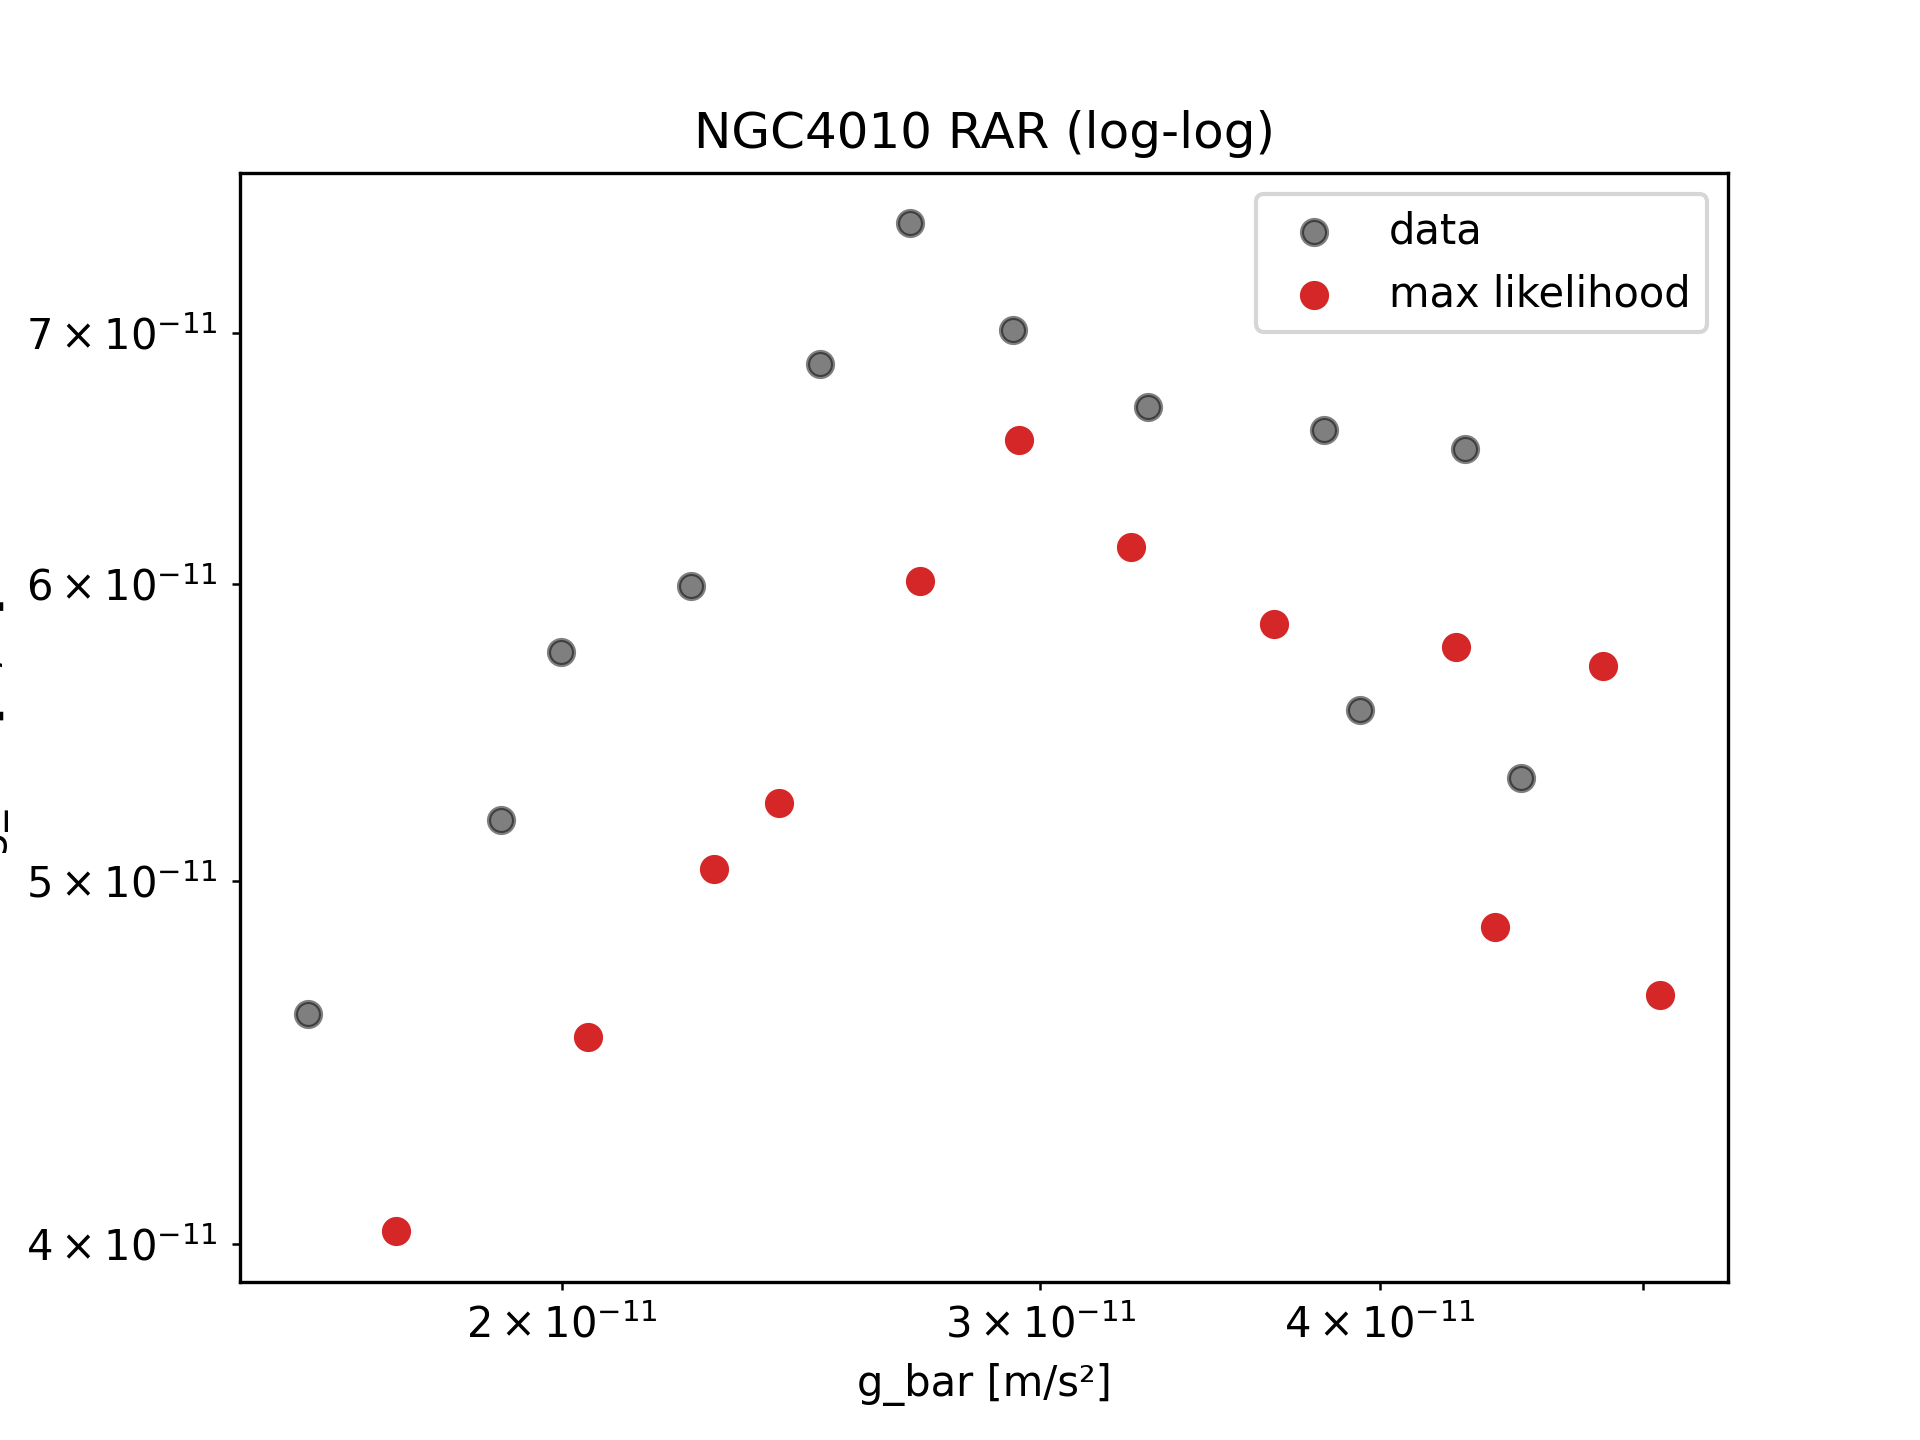 NGC4010 RAR (log-log)
data
max likelihood
7 × 10⁻¹¹
6 × 10⁻¹¹
5 × 10⁻¹¹
4 × 10⁻¹¹
2 × 10⁻¹¹
3 × 10⁻¹¹
4 × 10⁻¹¹
g_bar [m/s²]